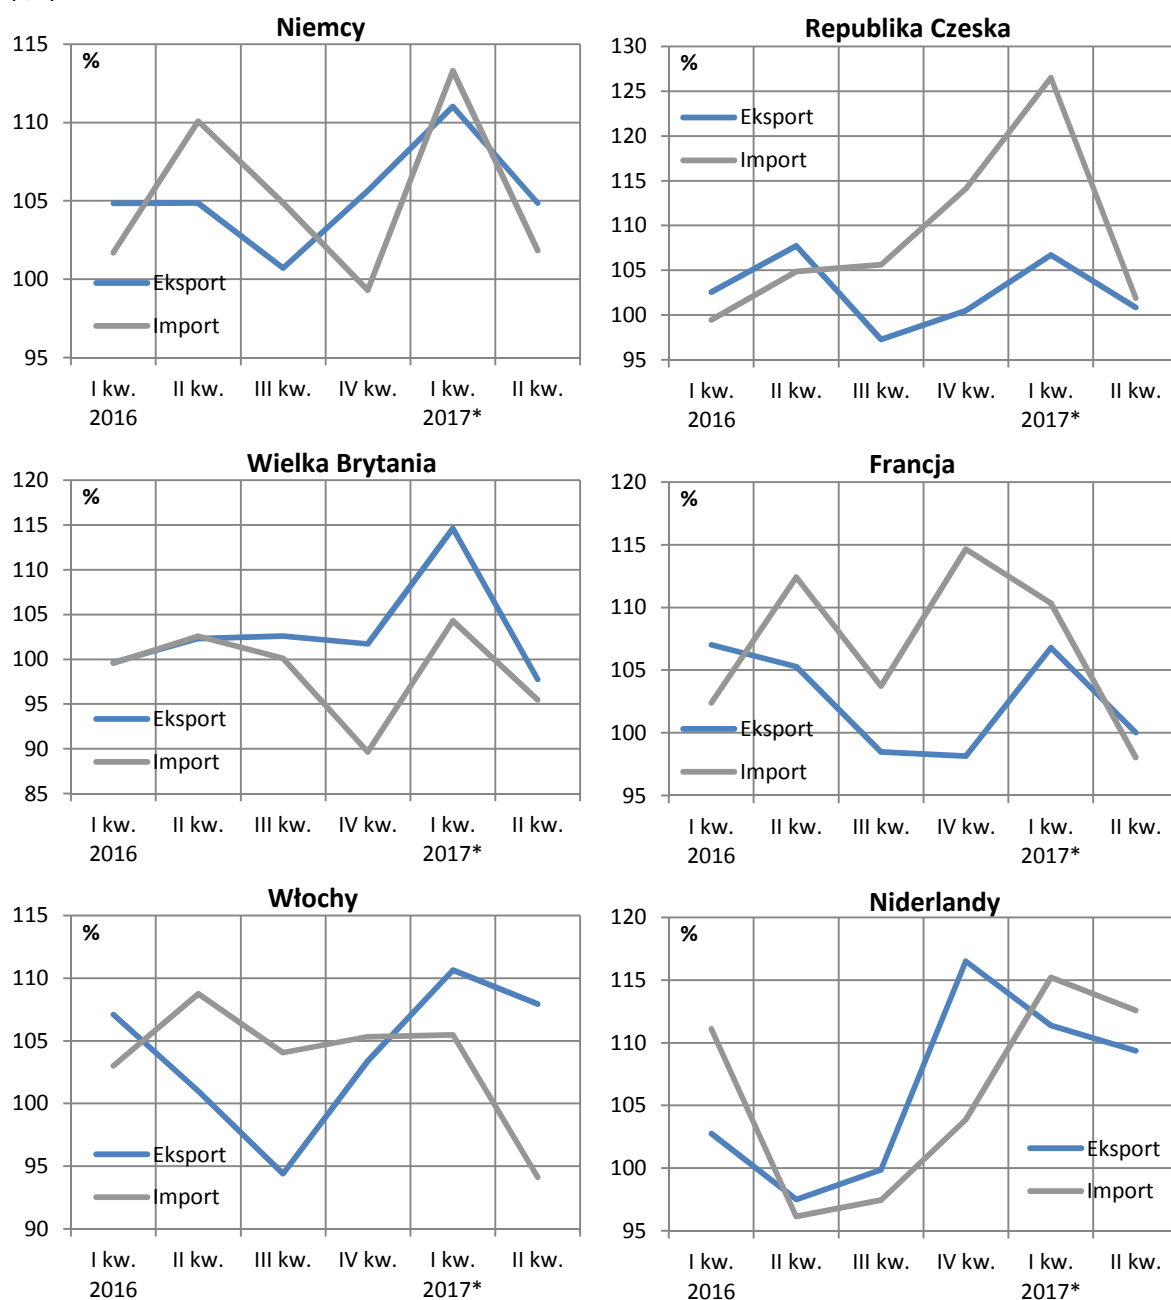 Niemcy
%
115
110
105
100
95
Eksport
Import
I kw. II kw. III kw. IV kw. I kw. II kw.
2016 2017*
Republika Czeska
%
130
125
120
115
110
105
100
95
Eksport
Import
I kw. II kw. III kw. IV kw. I kw. II kw.
2016 2017*
Wielka Brytania
%
120
115
110
105
100
95
90
85
Eksport
Import
I kw. II kw. III kw. IV kw. I kw. II kw.
2016 2017*
Francja
%
120
115
110
105
100
95
Eksport
Import
I kw. II kw. III kw. IV kw. I kw. II kw.
2016 2017*
Włochy
%
115
110
105
100
95
90
Eksport
Import
I kw. II kw. III kw. IV kw. I kw. II kw.
2016 2017*
Niderlandy
%
120
115
110
105
100
95
Eksport
Import
I kw. II kw. III kw. IV kw. I kw. II kw.
2016 2017*